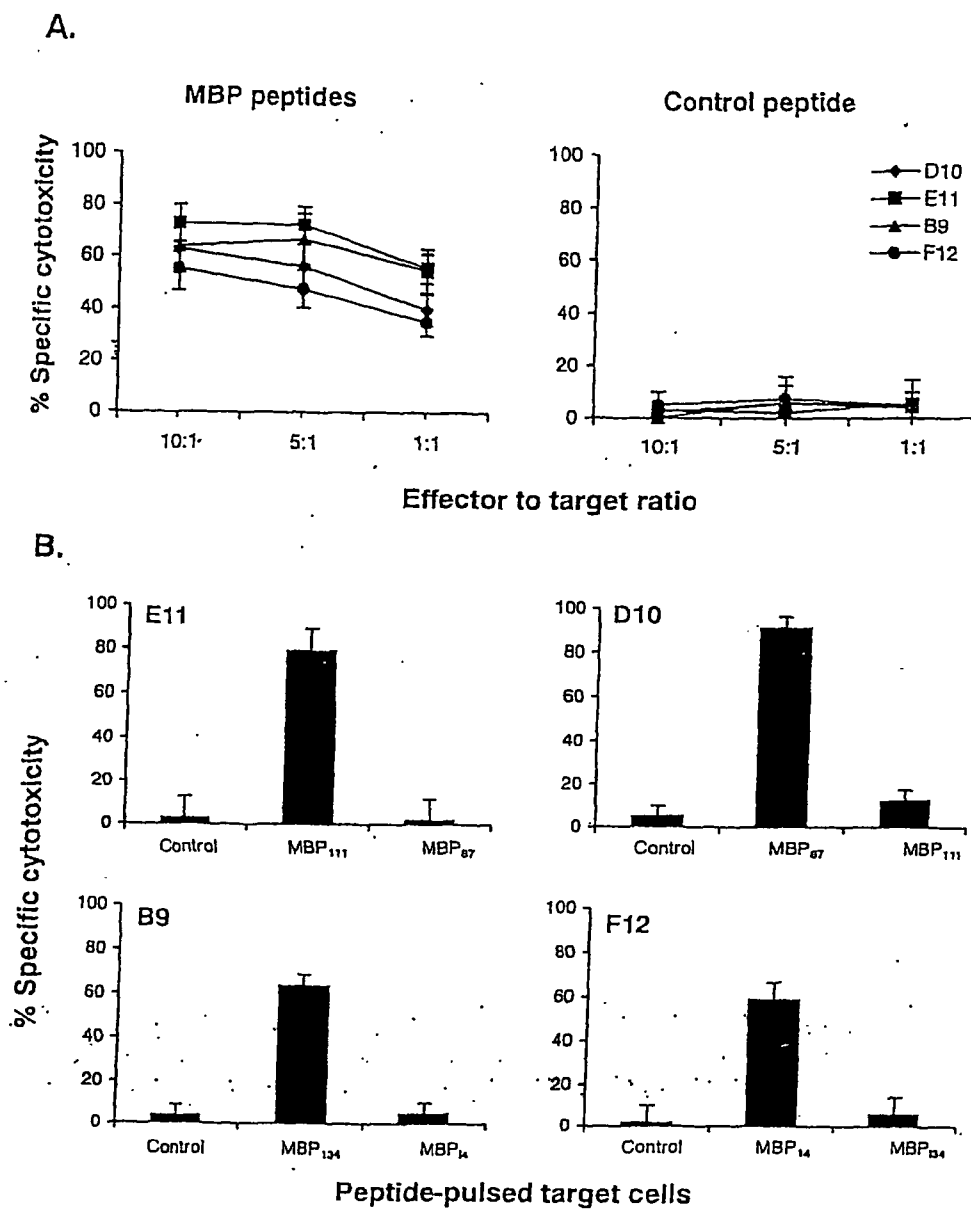 A.
MBP peptides
Control peptide
% Specific cytotoxicity
100
80
60
40
20
0
10:1
5:1
1:1
100
80
60
40
20
0
10:1
5:1
1:1
D10
E11
B9
F12
Effector to target ratio
B.
% Specific cytotoxicity
E11
100
80
60
40
20
0
Control
MBP111
MBP87
D10
100
80
60
40
20
0
Control
MBP87
MBP111
B9
100
80
60
40
20
0
Control
MBP134
MBP14
F12
100
80
60
40
20
0
Control
MBP14
MBP134
Peptide-pulsed target cells